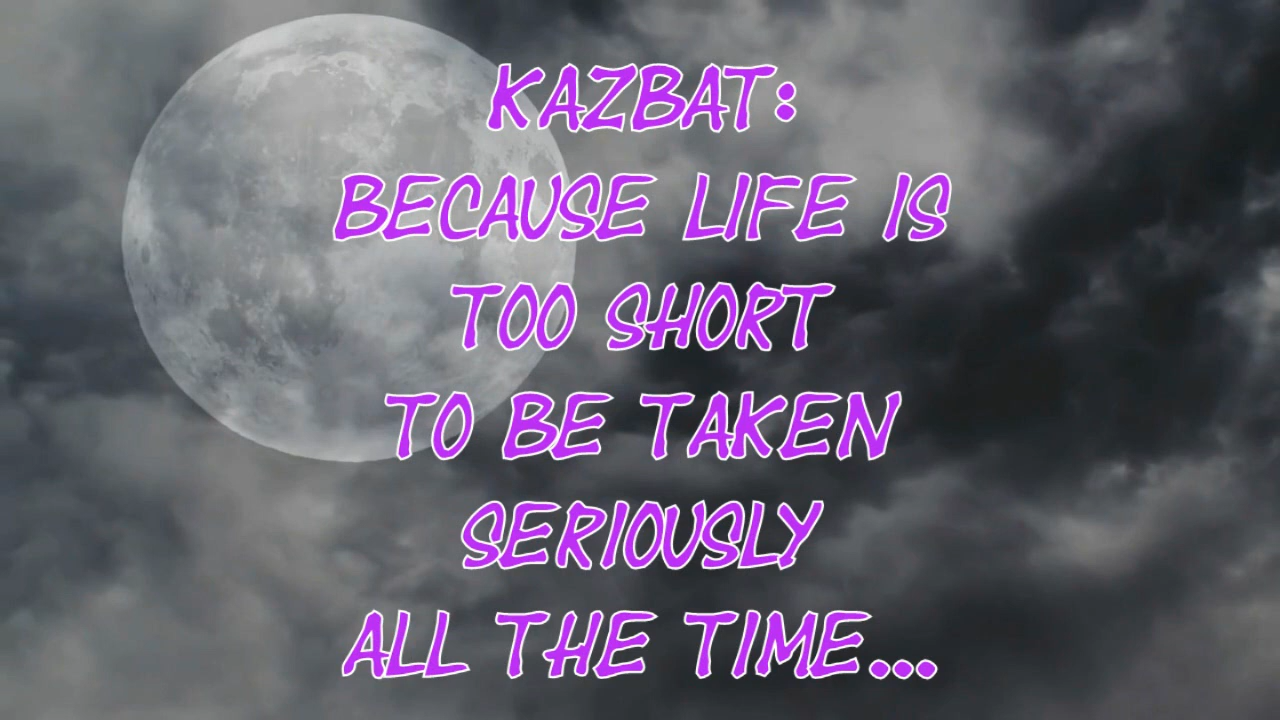 KAZBAT:
BECAUSE LIFE IS
TOO SHORT
TO BE TAKEN
SERIOUSLY
ALL THE TIME...